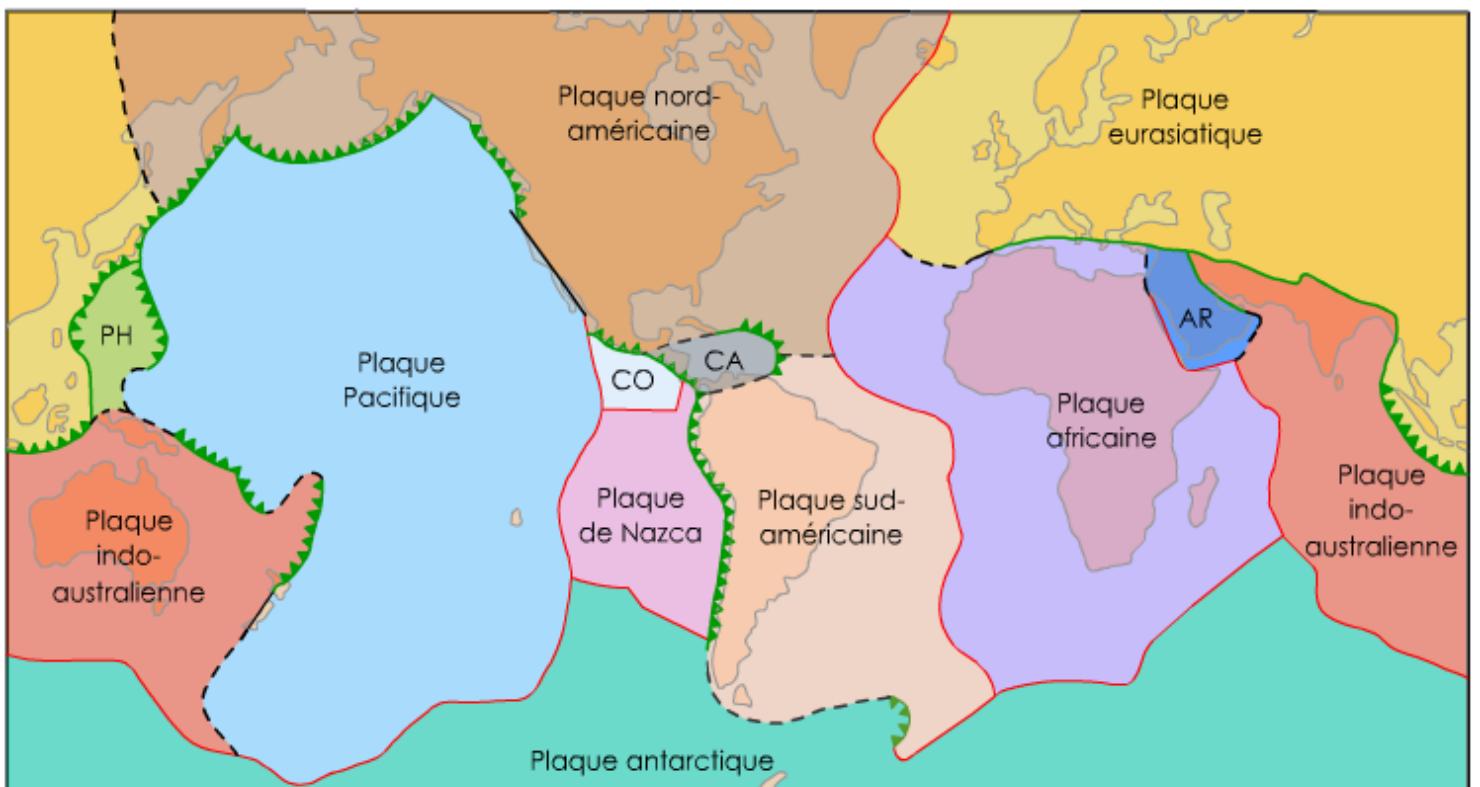 Plaque nord-
américaine
Plaque
eurasiatique
PH
AR
Plaque
Pacifique
CO
CA
Plaque
africaine
Plaque
indo-
australienne
Plaque
de Nazca
Plaque sud-
américaine
Plaque
indo-
australienne
Plaque antarctique